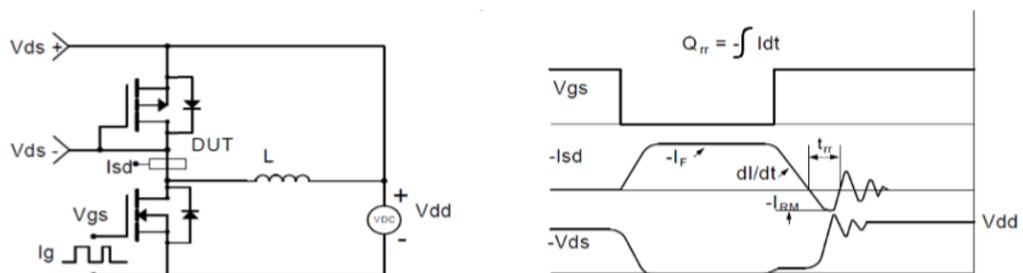 Vds +
Vds -
Isd
DUT
L
Vgs
Ig
VDC
+
-
Vdd
Qrr = -∫ Idt
Vgs
-Isd
-IF
dI/dt
trr
-IRM
-Vds
Vdd